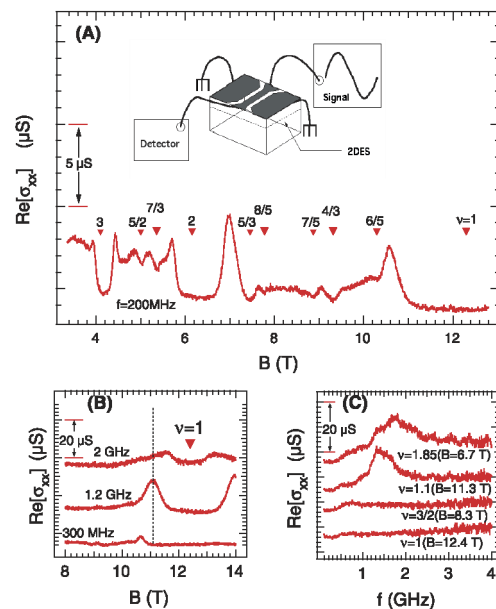 (A)
Signal
Detector
2DES
Re[σxx] (µS)
5 µS
3
5/2
7/3
2
5/3
8/5
7/5
4/3
6/5
ν=1
f=200MHz
4 6 8 10 12
B (T)
(B)
20 µS
ν=1
2 GHz
1.2 GHz
300 MHz
Re[σxx] (µS)
8 10 12 14
B (T)
(C)
20 µS
ν=1.85(B=6.7 T)
ν=1.1(B=11.3 T)
ν=3/2(B=8.3 T)
ν=1(B=12.4 T)
Re[σxx] (µS)
0 1 2 3 4
f (GHz)